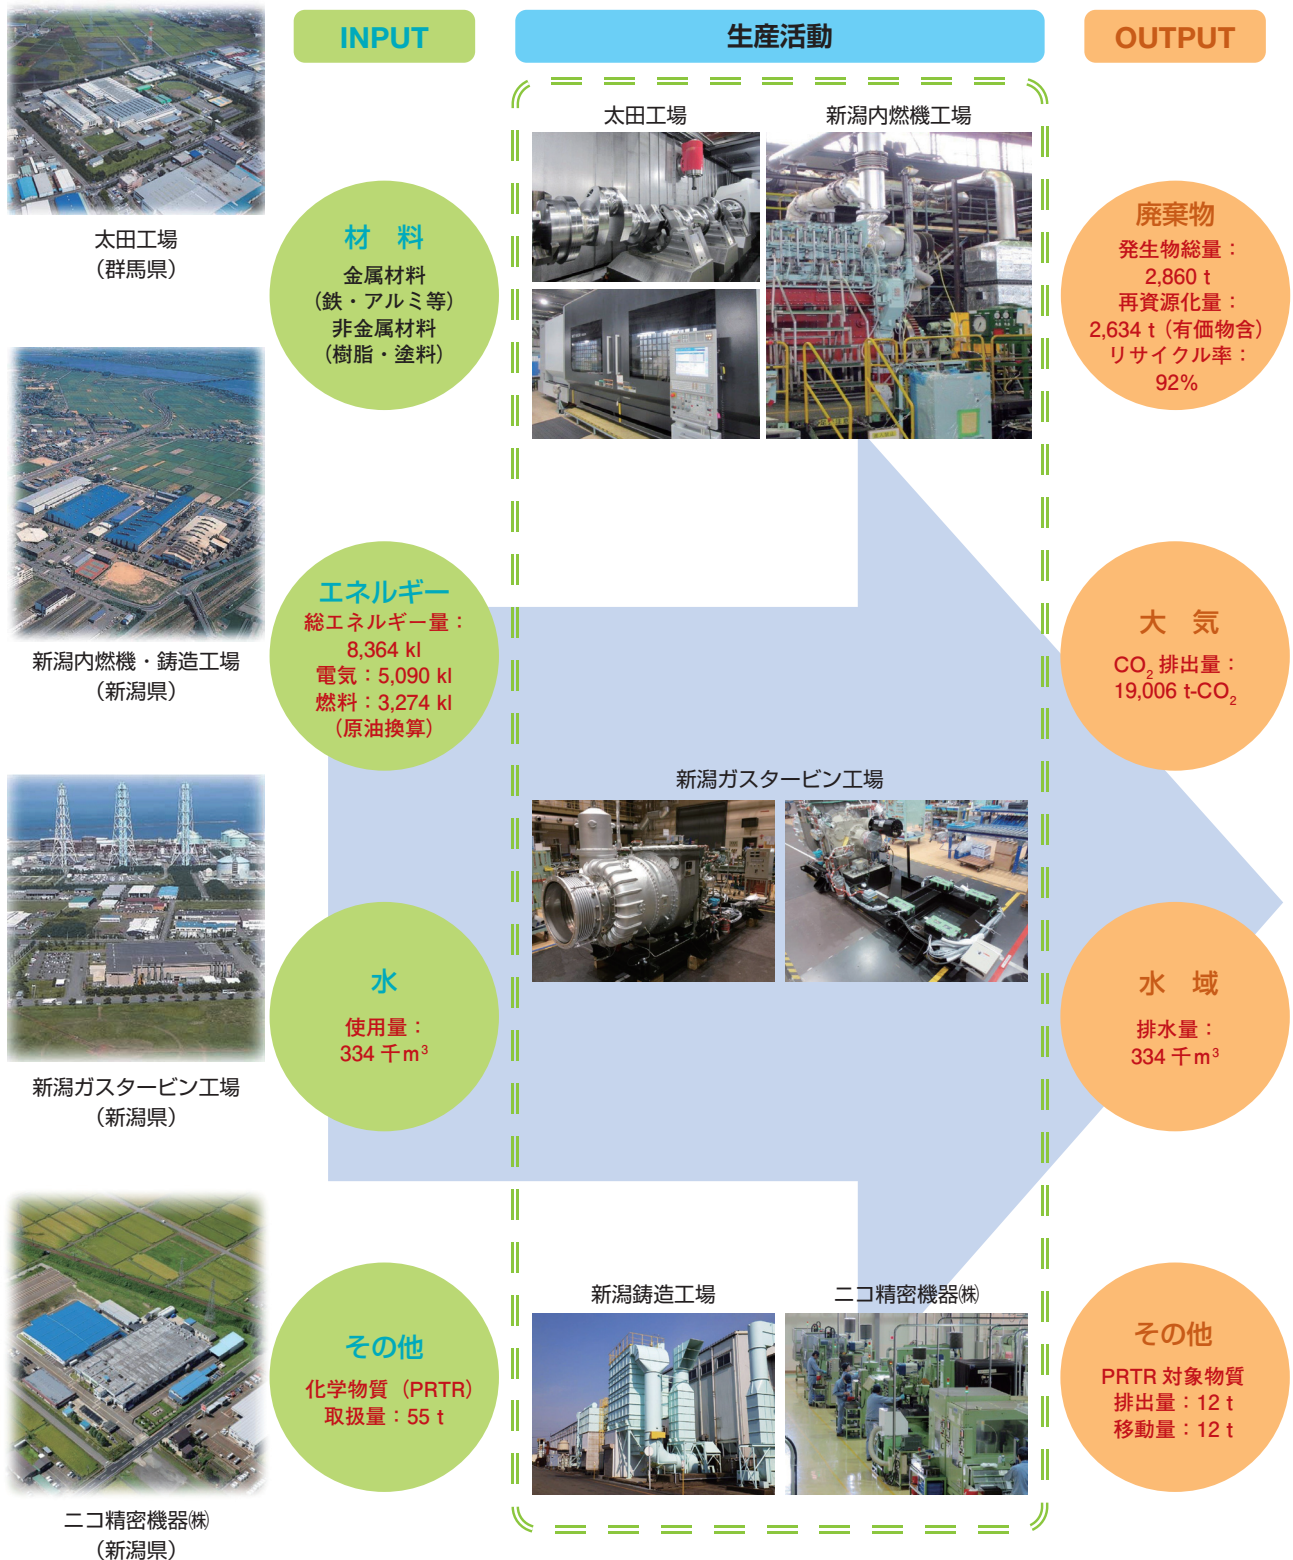 INPUT
生産活動
OUTPUT
太田工場
(群馬県)
新潟内燃機・鋳造工場
(新潟県)
新潟ガスタービン工場
(新潟県)
ニコ精密機器㈱
(新潟県)
材 料
金属材料
(鉄・アルミ等)
非金属材料
(樹脂・塗料)
エネルギー
総エネルギー量：
8,364 kl
電気：5,090 kl
燃料：3,274 kl
(原油換算)
水
使用量：
334 千m³
その他
化学物質 (PRTR)
取扱量：55 t
太田工場
新潟内燃機工場
新潟ガスタービン工場
新潟鋳造工場
ニコ精密機器㈱
廃棄物
発生物総量：
2,860 t
再資源化量：
2,634 t (有価物含)
リサイクル率：
92%
大 気
CO₂ 排出量：
19,006 t-CO₂
水 域
排水量：
334 千m³
その他
PRTR 対象物質
排出量：12 t
移動量：12 t